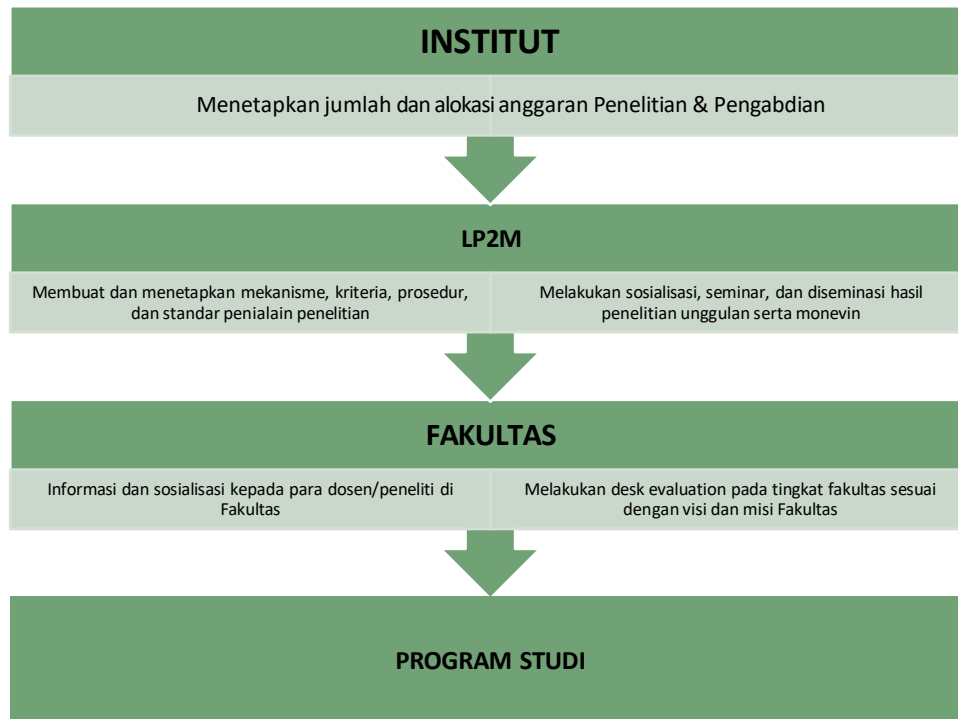 INSTITUT
Menetapkan jumlah dan alokasi anggaran Penelitian & Pengabdian
LP2M
Membuat dan menetapkan mekanisme, kriteria, prosedur,
dan standar penialain penelitian
Melakukan sosialisasi, seminar, dan diseminasi hasil
penelitian unggulan serta monevin
FAKULTAS
Informasi dan sosialisasi kepada para dosen/peneliti di
Fakultas
Melakukan desk evaluation pada tingkat fakultas sesuai
dengan visi dan misi Fakultas
PROGRAM STUDI